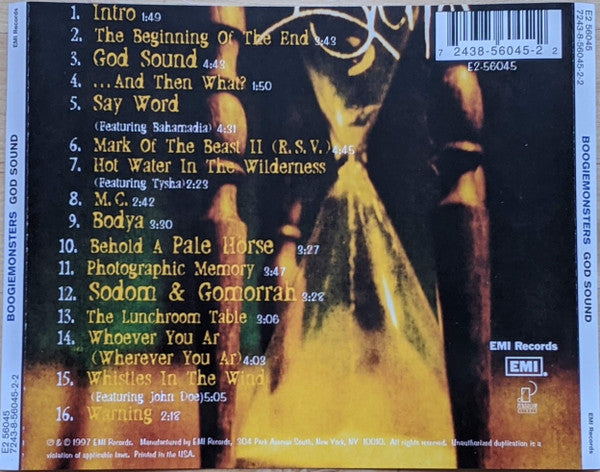 1. Intro 1:49
2. The Beginning Of The End 3:43
3. God Sound 4:43
4. ...And Then What? 1:50
5. Say Word
(Featuring Bahamadia) 4:31
6. Mark Of The Beast II (R.S.V.) 4:45
7. Hot Water In The Wilderness
(Featuring Tysha) 2:23
8. M.C. 2:42
9. Bodya 3:30
10. Behold A Pale Horse 3:27
11. Photographic Memory 3:47
12. Sodom & Gomorrah 3:28
13. The Lunchroom Table 3:06
14. Whoever You Ar
(Wherever You Ar) 4:03
15. Whistles In The Wind
(Featuring John Doe) 5:05
16. Warning 2:18
7 2438-56045-2 2
E2-56045
EMI Records
EMI
℗ & © 1997 EMI Records. Manufactured by EMI Records, 304 Park Avenue South, New York, NY 10010. All rights reserved. Unauthorized duplication is a
violation of applicable laws. Printed in the USA.
EMI Records
BOOGIEMONSTERS GOD SOUND
E2 56045
7243-8-56045-2-2
E2 56045
7243-8-56045-2-2
BOOGIEMONSTERS GOD SOUND
EMI Records